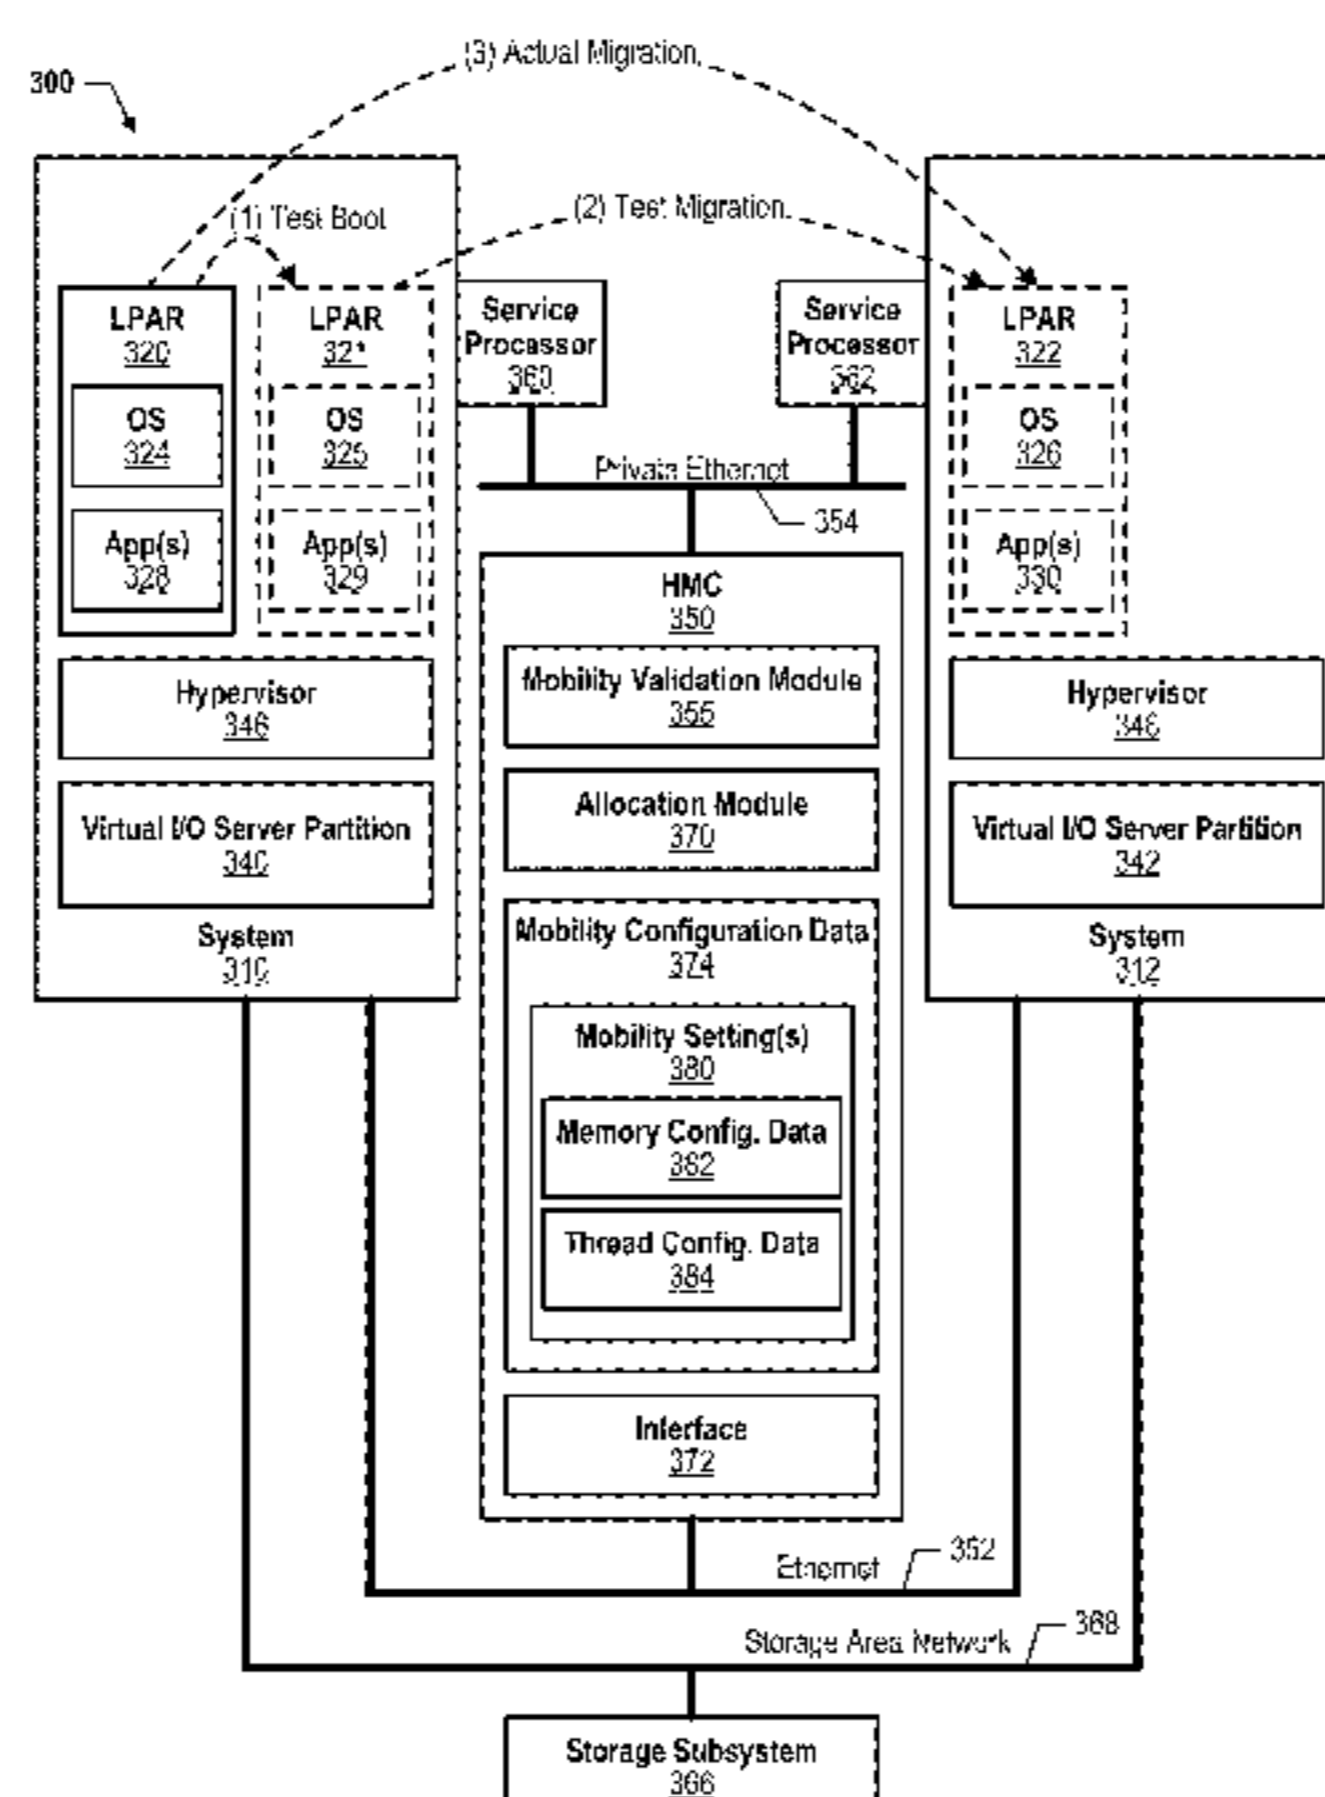 (3) Actual Migration
300
(1) Test Boot
(2) Test Migration
LPAR
320
OS
324
App(s)
328
LPAR
321
OS
325
App(s)
329
Service
Processor
360
Service
Processor
362
LPAR
322
OS
326
App(s)
330
Private Ethernet
354
Hypervisor
346
Virtual I/O Server Partition
340
System
310
HMC
350
Mobility Validation Module
355
Allocation Module
370
Mobility Configuration Data
374
Mobility Setting(s)
380
Memory Config. Data
382
Thread Config. Data
384
Interface
372
Hypervisor
348
Virtual I/O Server Partition
342
System
312
Ethernet
352
Storage Area Network
368
Storage Subsystem
366